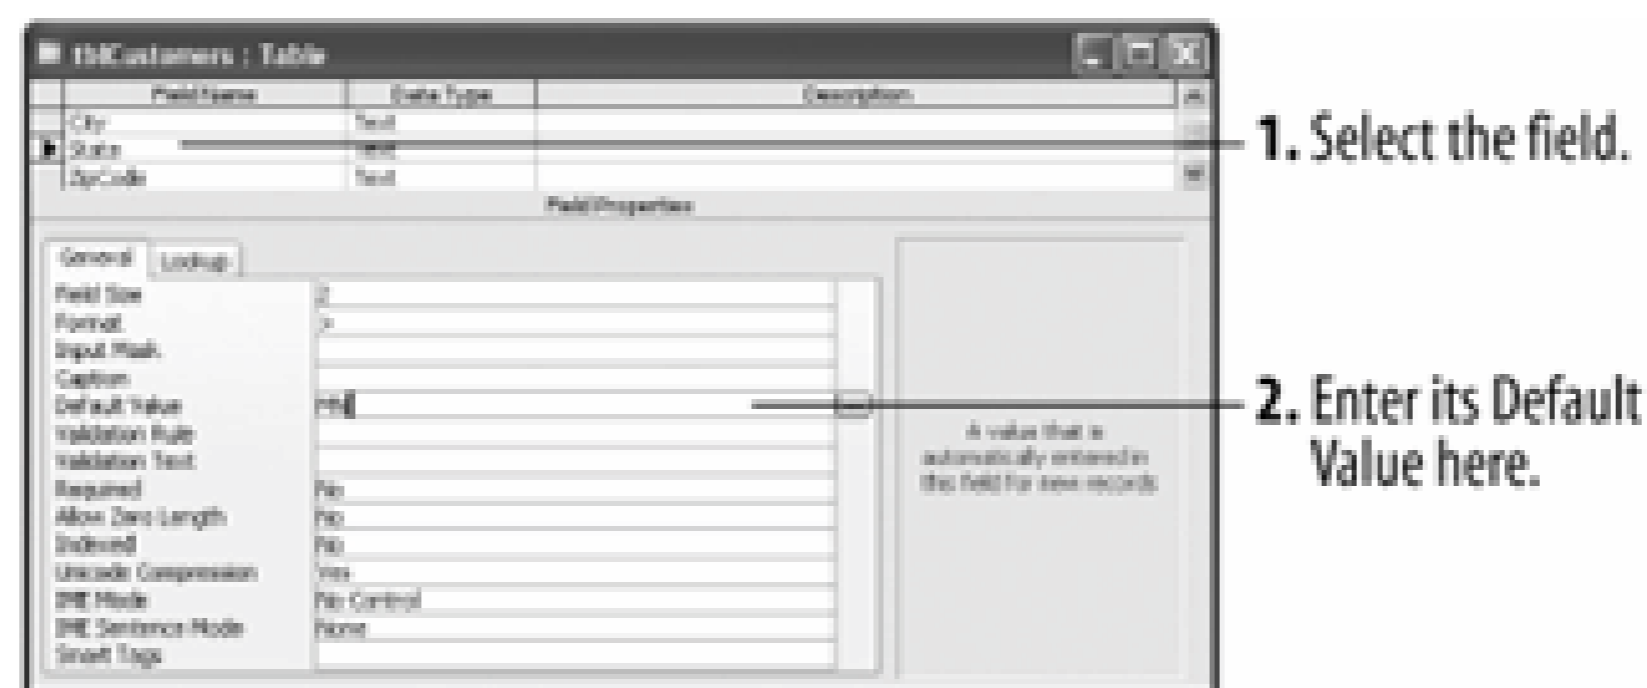 tblCustomers : Table
Field Name Data Type Description
City Text
State Text
ZipCode Text
1. Select the field.
Field Properties
General Lookup
Field Size 2
Format >
Input Mask
Caption
Default Value
2. Enter its Default
Value here.
Validation Rule
Validation Text
Required No
Allow Zero Length No
Indexed No
Unicode Compression Yes
IME Mode No Control
IME Sentence Mode None
Smart Tags
A value that is
automatically entered in
this field for new records